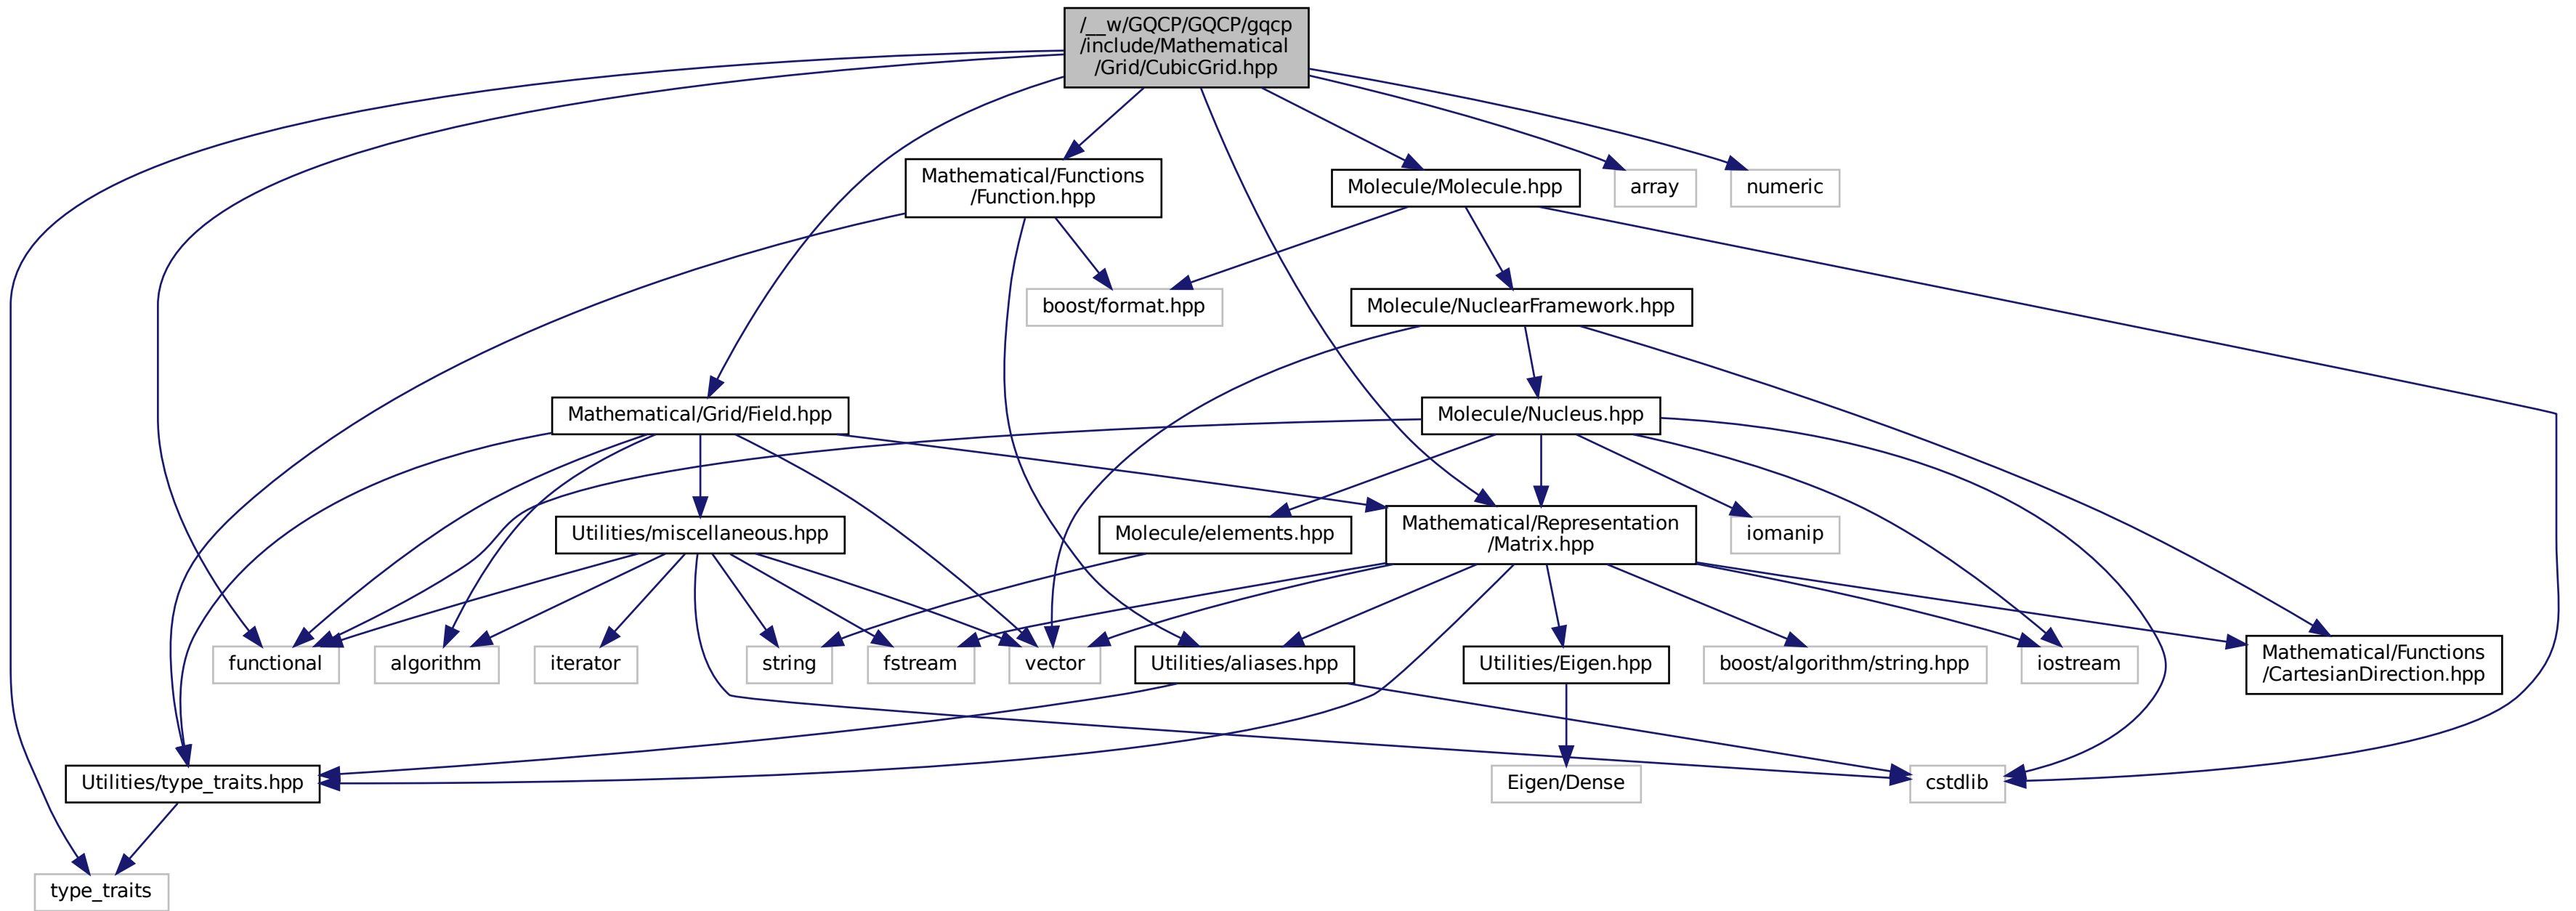 /__w/GQCP/GQCP/gqcp
/include/Mathematical
/Grid/CubicGrid.hpp
Mathematical/Functions
/Function.hpp
Molecule/Molecule.hpp
array
numeric
boost/format.hpp
Molecule/NuclearFramework.hpp
Mathematical/Grid/Field.hpp
Molecule/Nucleus.hpp
Utilities/miscellaneous.hpp
Molecule/elements.hpp
Mathematical/Representation
/Matrix.hpp
iomanip
functional
algorithm
iterator
string
fstream
vector
Utilities/aliases.hpp
Utilities/Eigen.hpp
boost/algorithm/string.hpp
iostream
Mathematical/Functions
/CartesianDirection.hpp
Utilities/type_traits.hpp
Eigen/Dense
cstdlib
type_traits